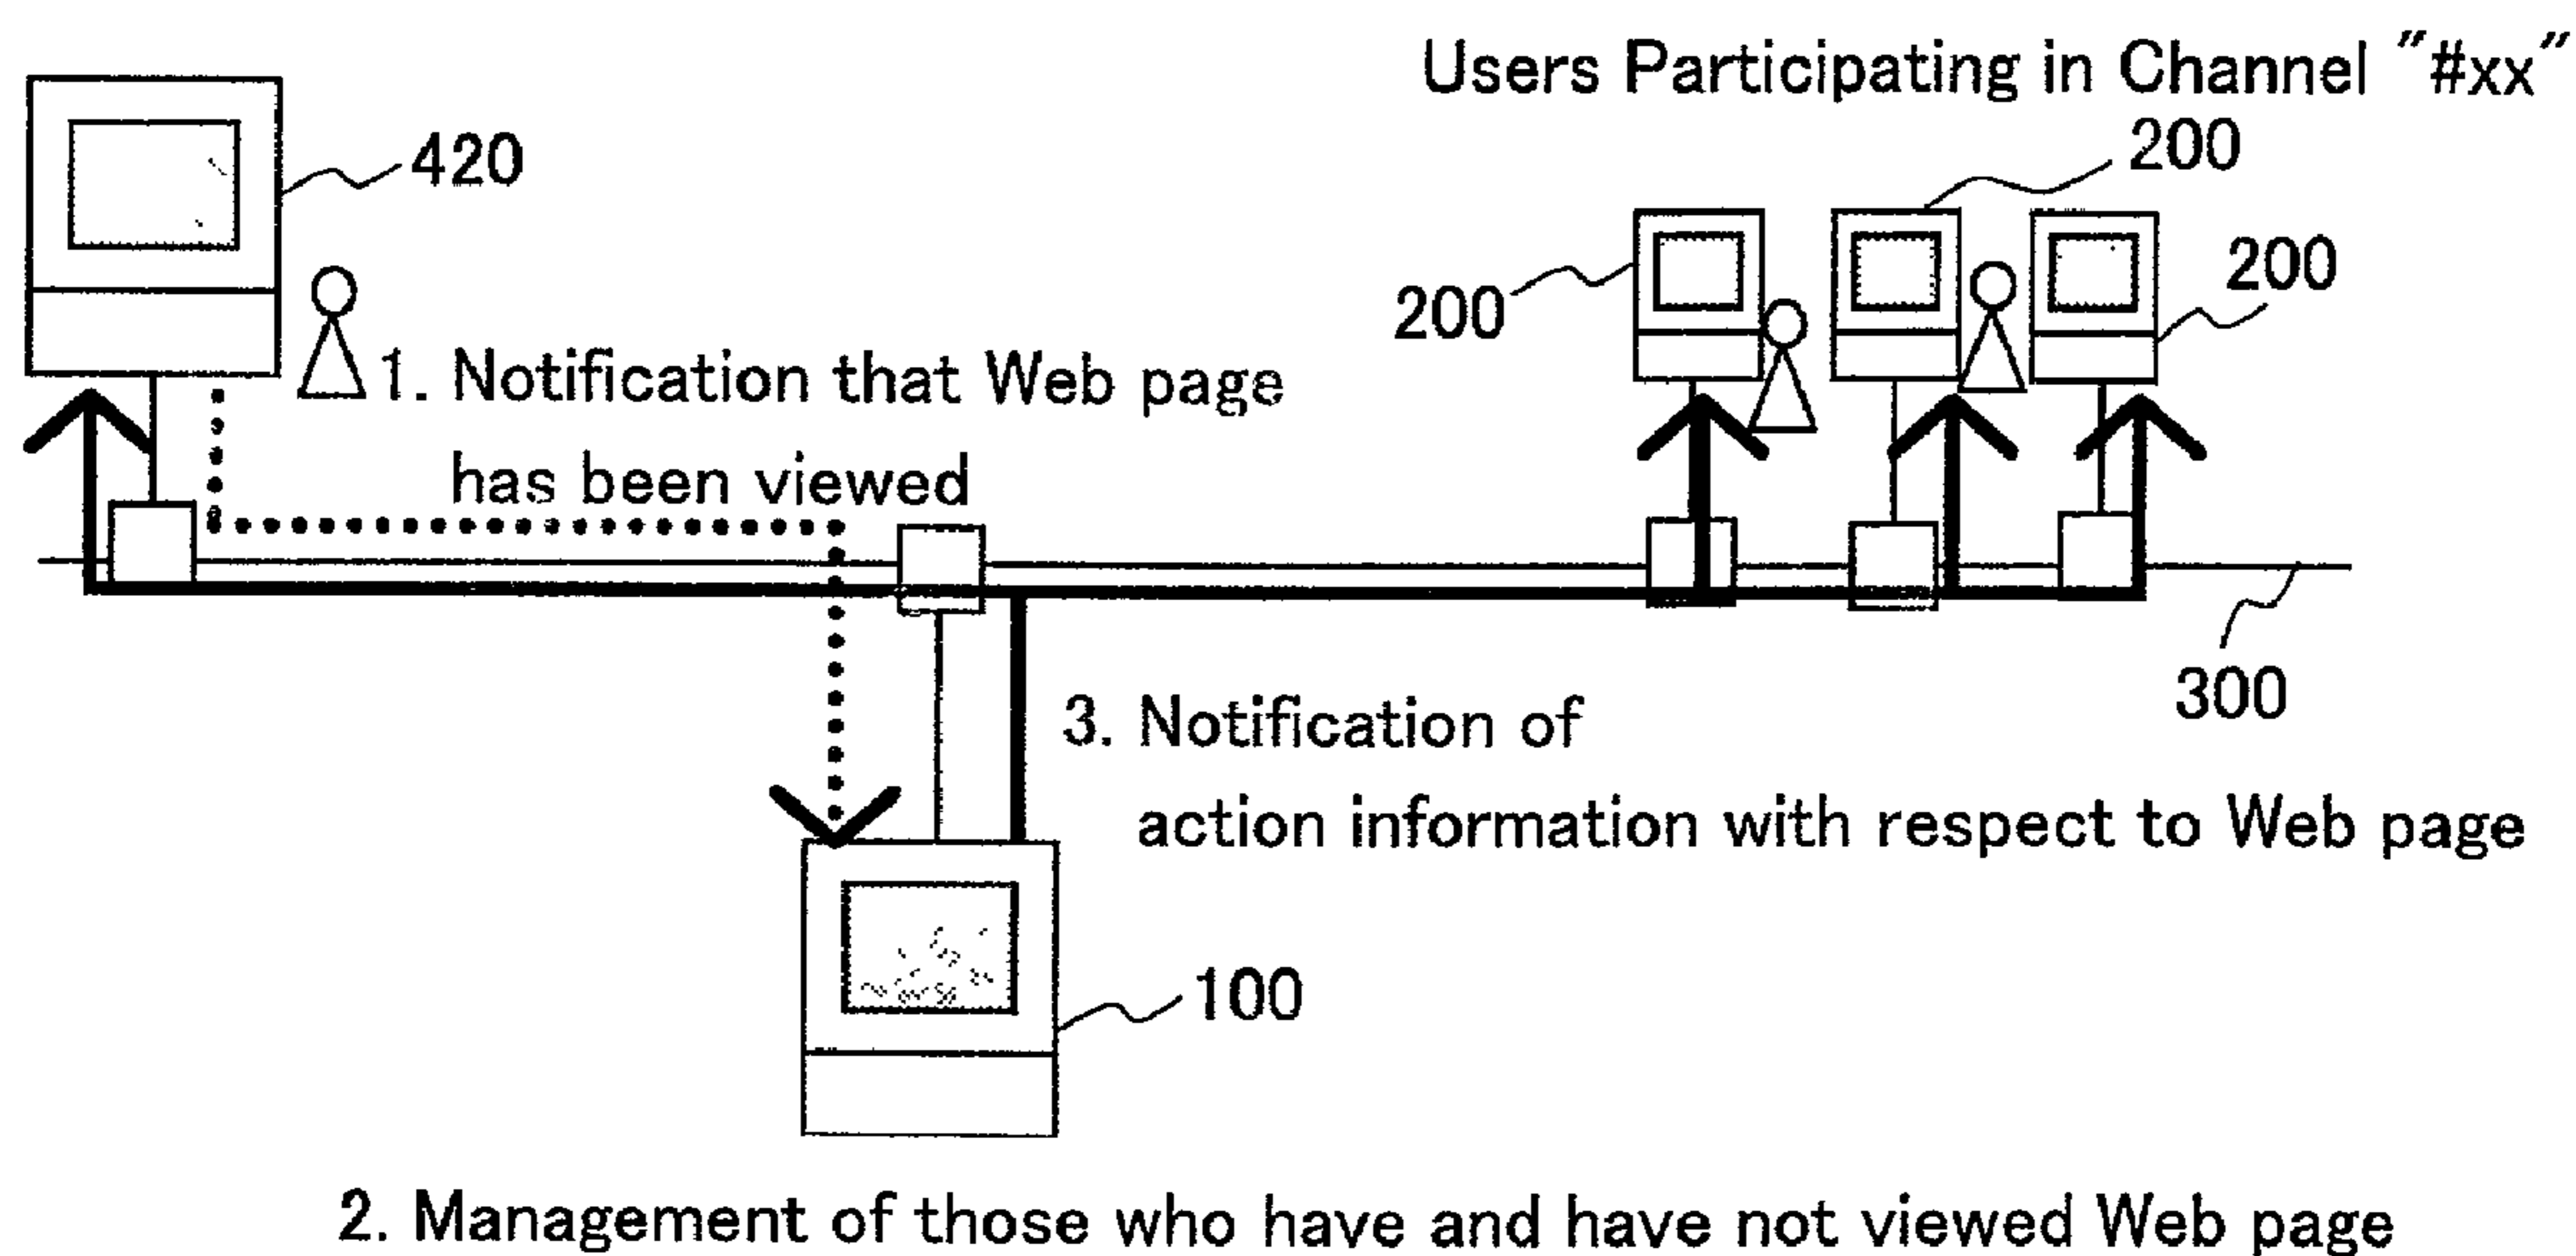 Users Participating in Channel "#xx"
420
200
200
200
1. Notification that Web page
has been viewed
300
3. Notification of
action information with respect to Web page
100
2. Management of those who have and have not viewed Web page